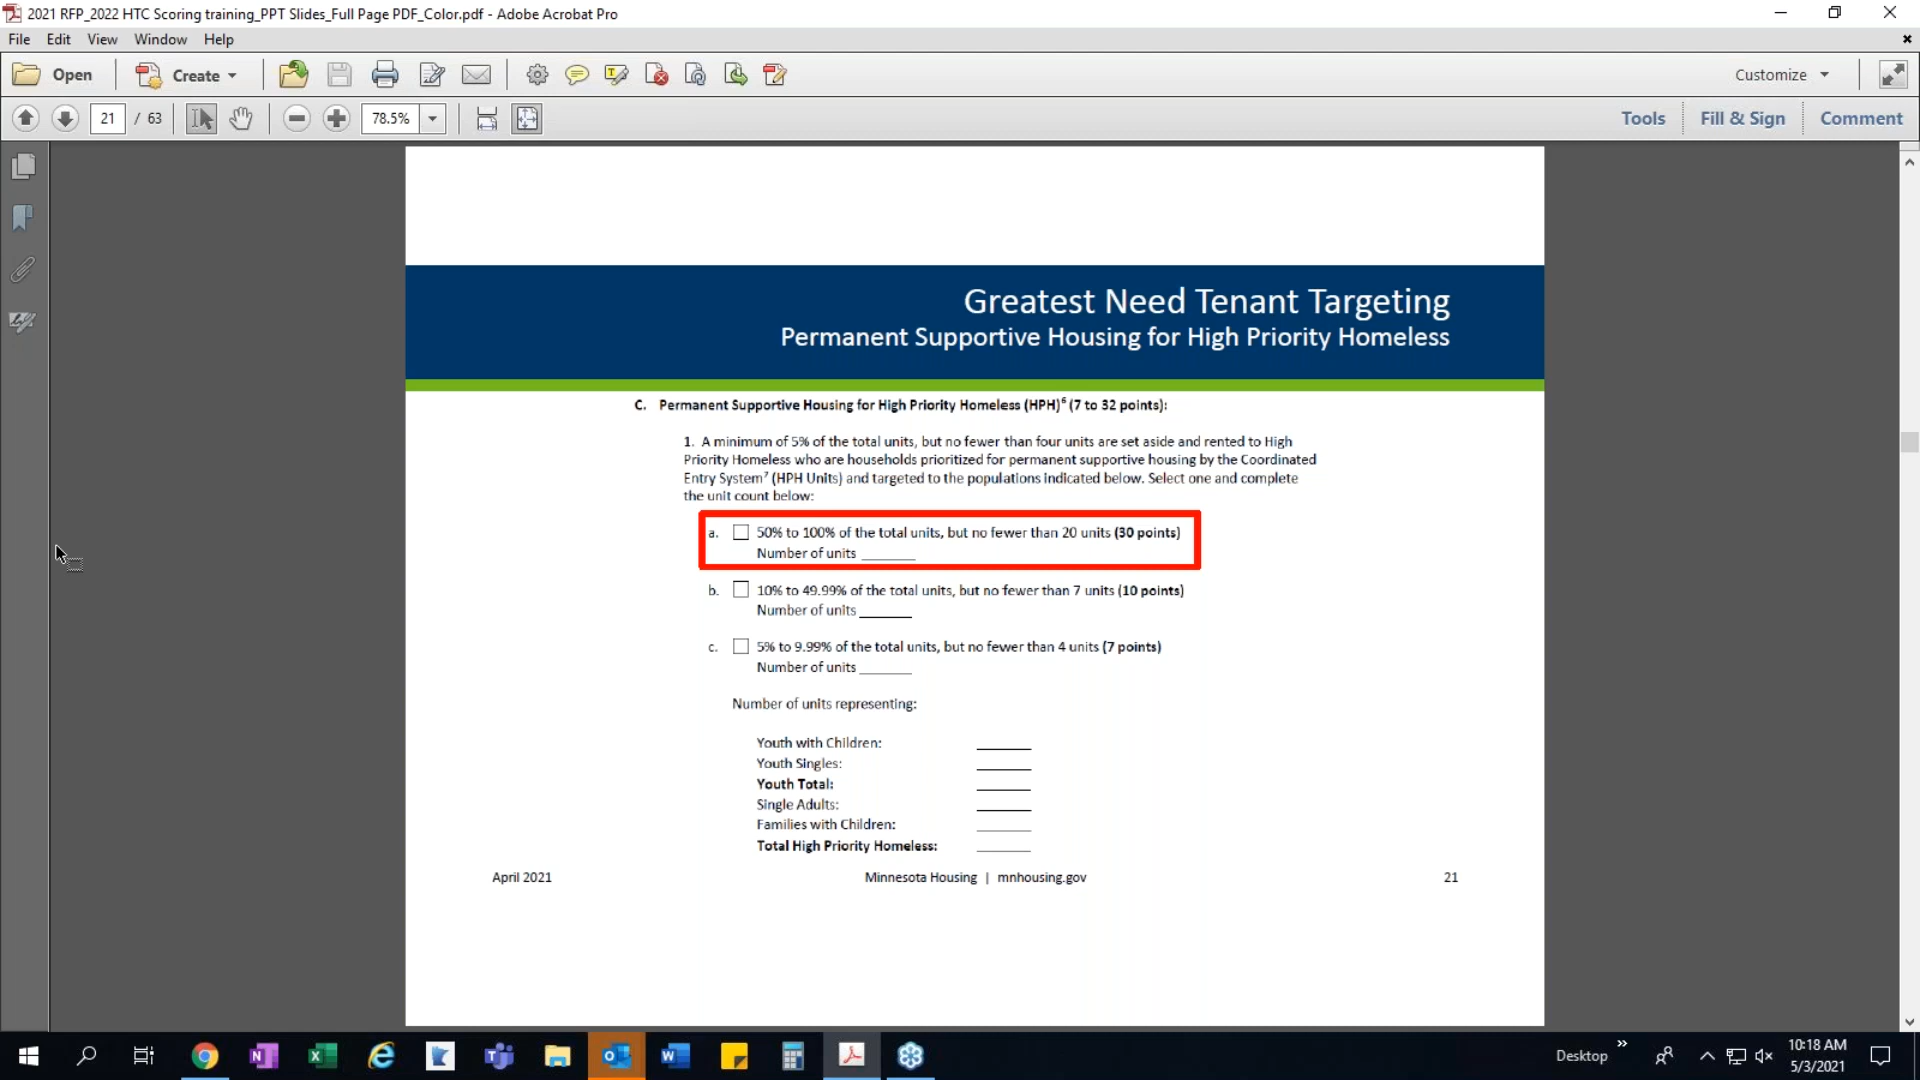 2021 RFP_2022 HTC Scoring training_PPT Slides_Full Page PDF_Color.pdf - Adobe Acrobat Pro
File Edit View Window Help
Open Create Customize
21 / 63 78.5% Tools Fill & Sign Comment
Greatest Need Tenant Targeting
Permanent Supportive Housing for High Priority Homeless
C. Permanent Supportive Housing for High Priority Homeless (HPH)⁶ (7 to 32 points):
1. A minimum of 5% of the total units, but no fewer than four units are set aside and rented to High
Priority Homeless who are households prioritized for permanent supportive housing by the Coordinated
Entry System⁷ (HPH Units) and targeted to the populations indicated below. Select one and complete
the unit count below:
a. 50% to 100% of the total units, but no fewer than 20 units (30 points)
Number of units _______
b. 10% to 49.99% of the total units, but no fewer than 7 units (10 points)
Number of units _______
c. 5% to 9.99% of the total units, but no fewer than 4 units (7 points)
Number of units _______
Number of units representing:
Youth with Children: _______
Youth Singles: _______
Youth Total: _______
Single Adults: _______
Families with Children: _______
Total High Priority Homeless: _______
April 2021 Minnesota Housing | mnhousing.gov 21
Desktop 10:18 AM
5/3/2021